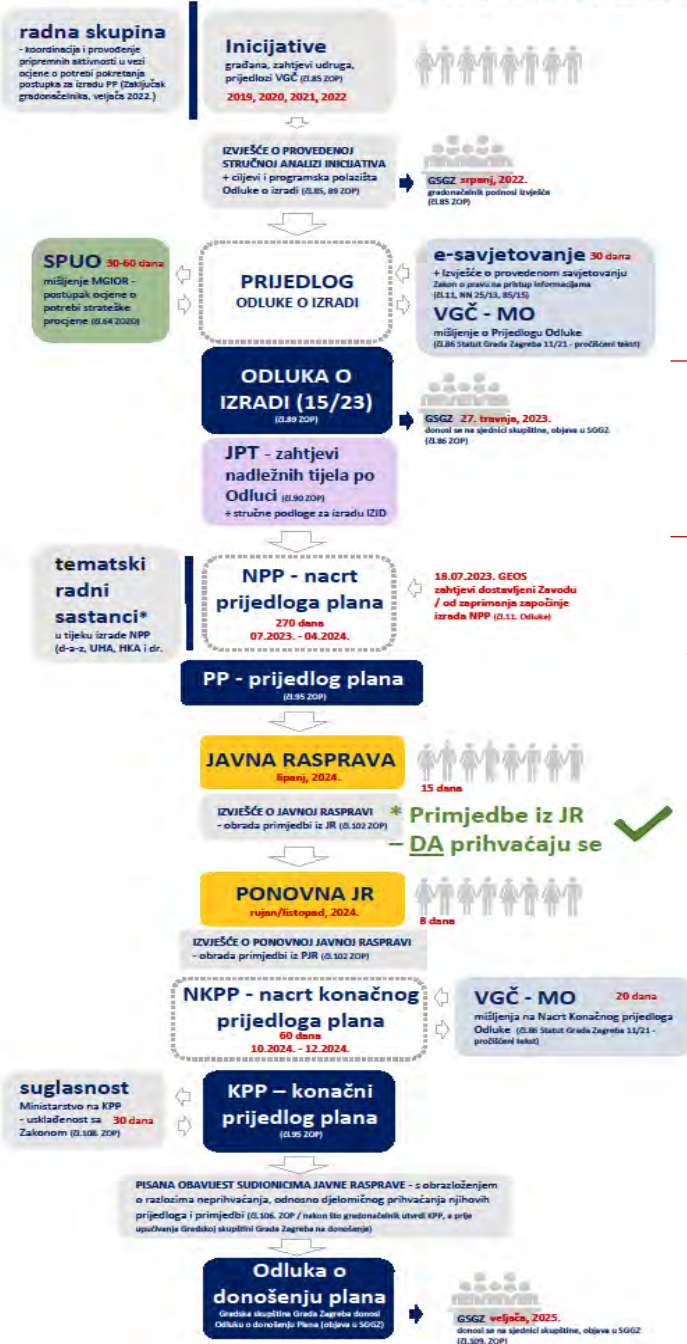 radna skupina
- koordinacija i provođenje
pripremnih aktivnosti u vezi
ocjene o potrebi pokretanja
postupka za izradu PP (Zaključak
gradonačelnika, veljača 2022.)
Inicijative
građana, zahtjevi udruga,
prijedlozi VGČ (čl.85 ZOP)
2019, 2020, 2021, 2022
IZVJEŠĆE O PROVEDENOJ
STRUČNOJ ANALIZI INICIJATIVA
+ ciljevi i programska polazišta
Odluke o izradi (čl.85, 89 ZOP)
GSGZ srpanj, 2022.
gradonačelnik podnosi Izvješće
(čl.85 ZOP)
SPUO 30-60 dana
mišljenje MGIOR -
postupak ocjene o
potrebi strateške
procjene (čl.64 ZOZO)
PRIJEDLOG
ODLUKE O IZRADI
e-savjetovanje 30 dana
+ Izvješće o provedenom savjetovanju
Zakon o pravu na pristup informacijama
(čl.11, NN 25/13, 85/15)
VGČ - MO
mišljenje o Prijedlogu Odluke
(čl.86 Statut Grada Zagreba 11/21 - pročišćeni tekst)
ODLUKA O
IZRADI (15/23)
(čl.89 ZOP)
GSGZ 27. travnja, 2023.
donosi se na sjednici skupštine, objava u SGGZ
(čl.86 ZOP)
JPT - zahtjevi
nadležnih tijela po
Odluci (čl.90 ZOP)
+ stručne podloge za izradu IZID
tematski
radni
sastanci*
u tijeku izrade NPP
(d-a-z, UHA, HKA i dr.
NPP - nacrt
prijedloga plana
270 dana
07.2023. - 04.2024.
18.07.2023. GEOS
zahtjevi dostavljeni Zavodu
/ od zaprimanja započinje
izrada NPP (čl.11. Odluke)
PP - prijedlog plana
(čl.95 ZOP)
JAVNA RASPRAVA
lipanj, 2024.
15 dana
IZVJEŠĆE O JAVNOJ RASPRAVI
- obrada primjedbi iz JR (čl.102 ZOP)
* Primjedbe iz JR
– DA prihvaćaju se
PONOVNA JR
rujan/listopad, 2024.
8 dana
IZVJEŠĆE O PONOVNOJ JAVNOJ RASPRAVI
- obrada primjedbi iz PJR (čl.102 ZOP)
NKPP - nacrt konačnog
prijedloga plana
60 dana
10.2024. - 12.2024.
VGČ - MO 20 dana
mišljenja na Nacrt Konačnog prijedloga
Odluke (čl.86 Statut Grada Zagreba 11/21 -
pročišćeni tekst)
suglasnost
Ministarstvo na KPP
- usklađenost sa 30 dana
Zakonom (čl.108. ZOP)
KPP – konačni
prijedlog plana
(čl.95 ZOP)
PISANA OBAVIJEST SUDIONICIMA JAVNE RASPRAVE - s obrazloženjem
o razlozima neprihvaćanja, odnosno djelomičnog prihvaćanja njihovih
prijedloga i primjedbi (čl.106. ZOP / nakon što gradonačelnik utvrdi KPP, a prije
upućivanja Gradskoj skupštini Grada Zagreba na donošenje)
Odluka o
donošenju plana
Gradska skupština Grada Zagreba donosi
Odluku o donošenju Plana (objava u SGGZ)
GSGZ veljača, 2025.
donosi se na sjednici skupštine, objava u SGGZ
(čl.109. ZOP)